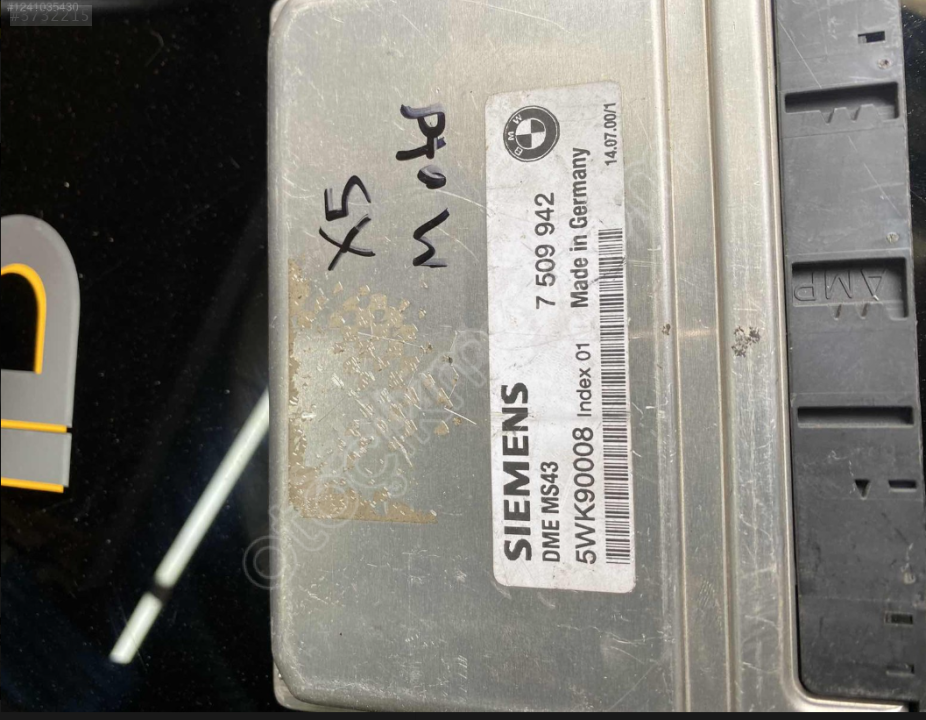 #1241035430
#3732215
X5
SIEMENS
DME MS43
7 509 942
5WK90008 Index 01 Made in Germany
14.07.00/1
BMW
AMP